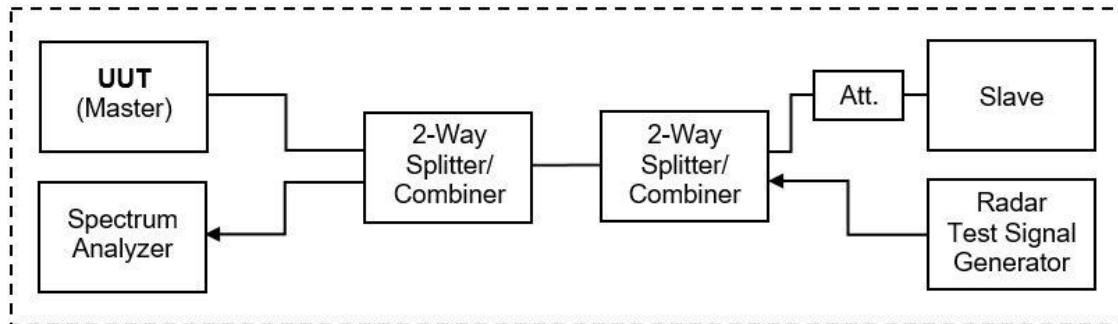 UUT
(Master)
2-Way
Splitter/
Combiner
2-Way
Splitter/
Combiner
Att.
Slave
Spectrum
Analyzer
Radar
Test Signal
Generator